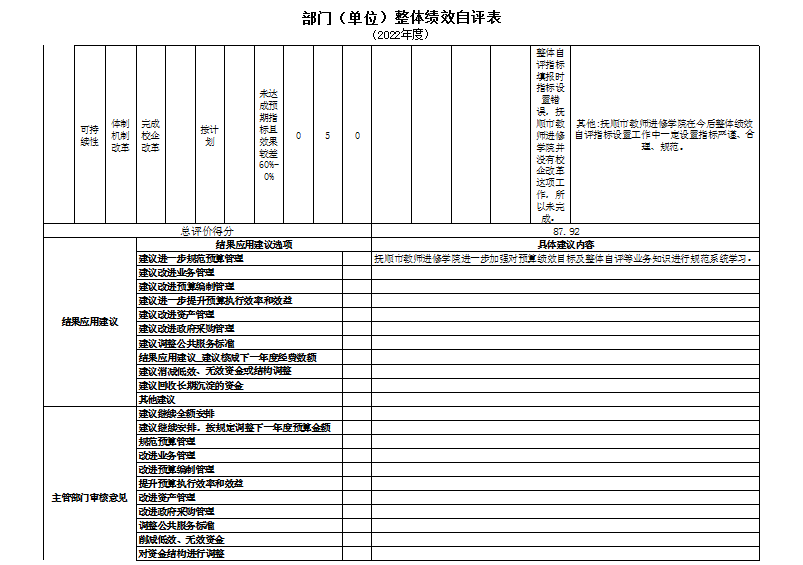 部门（单位）整体绩效自评表
（2022年度）
可持
续性
体制
机制
改革
完成
校企
改革
按计
划
未达
成预
期指
标且
效果
较差
60%-
0%
0
5
0
整体自
评指标
填报时
指标设
置错
误，抚
顺市教
师进修
学院并
没有校
企改革
这项工
作，所
以未完
成。
其他:抚顺市教师进修学院在今后整体绩效
自评指标设置工作中一定设置指标严谨、合
理、规范。
总评价得分
87.92
结果应用建议
结果应用建议选项
具体建议内容
建议进一步规范预算管理
抚顺市教师进修学院进一步加强对预算绩效目标及整体自评等业务知识进行规范系统学习。
建议改进业务管理
建议改进预算编制管理
建议进一步提升预算执行效率和效益
建议改进资产管理
建议改进政府采购管理
建议调整公共服务标准
结果应用建议_建议核减下一年度经费数额
建议消减低效、无效资金或结构调整
建议回收长期沉淀的资金
其他建议
主管部门审核意见
建议继续全额安排
建议继续安排，按规定调整下一年度预算金额
规范预算管理
改进业务管理
改进预算编制管理
提升预算执行效率和效益
改进资产管理
改进政府采购管理
调整公共服务标准
削减低效、无效资金
对资金结构进行调整